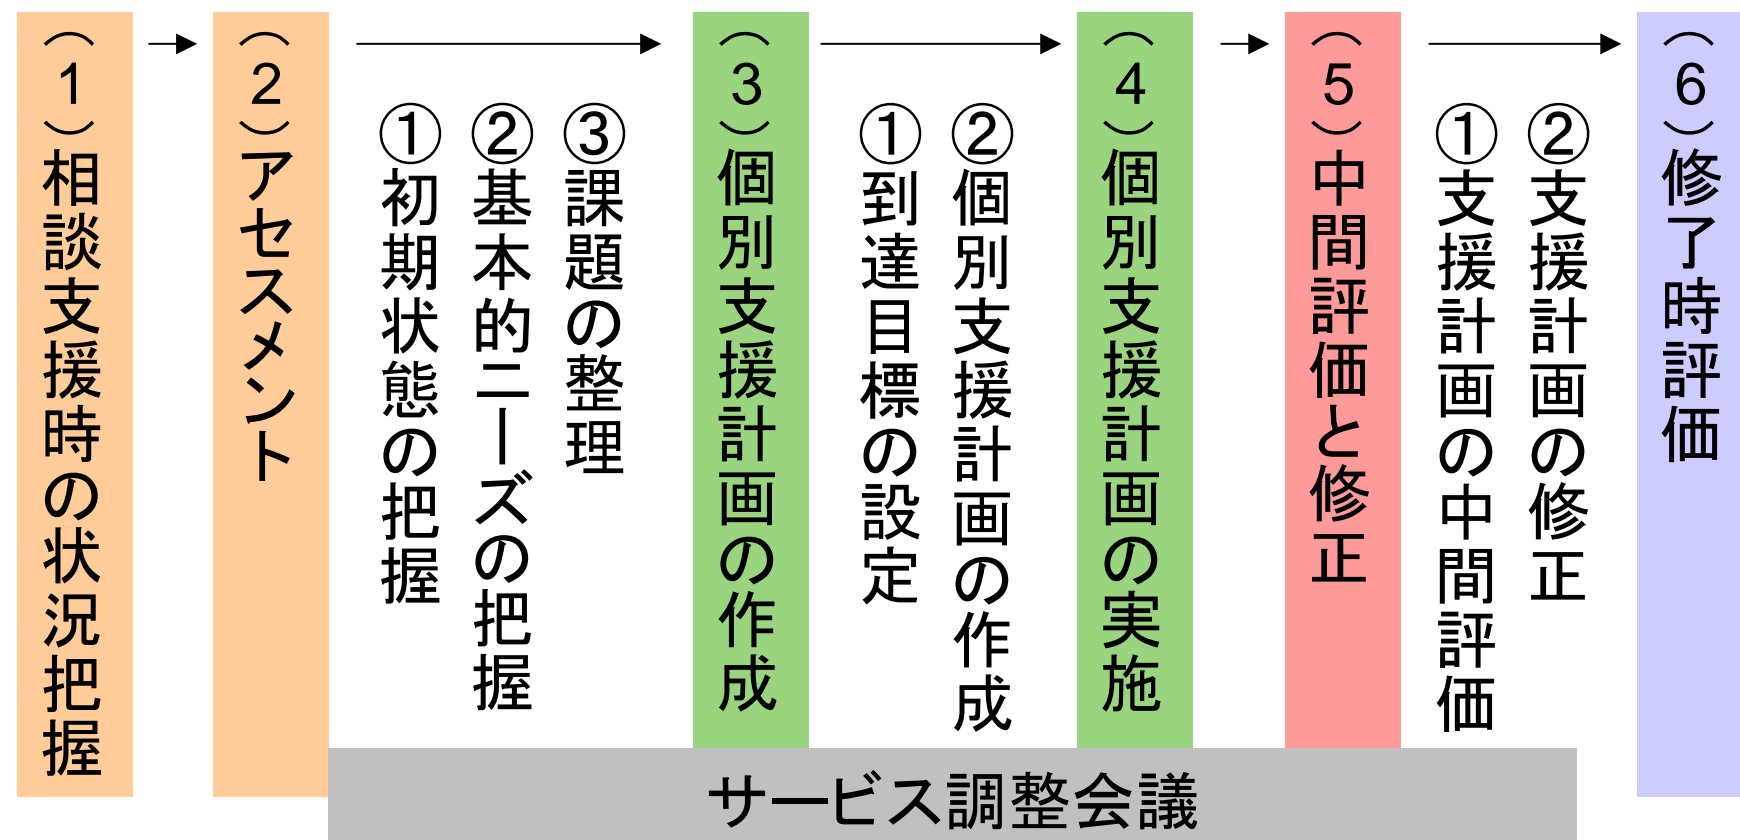 （1）相談支援時の状況把握
（2）アセスメント
①初期状態の把握
②基本的ニーズの把握
③課題の整理
（3）個別支援計画の作成
①到達目標の設定
②個別支援計画の作成
（4）個別支援計画の実施
（5）中間評価と修正
①支援計画の中間評価
②支援計画の修正
（6）修了時評価
サービス調整会議